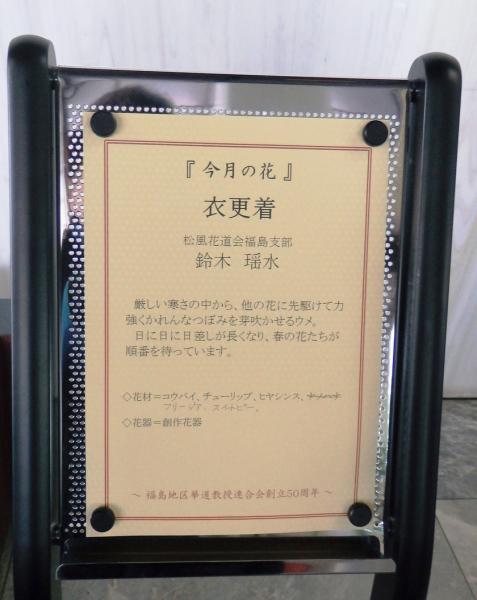 『 今月の花 』
衣更着
松風花道会福島支部
鈴木 瑶水
厳しい寒さの中から、他の花に先駆けて力
強くかれんなつぼみを芽吹かせるウメ。
日に日に日差しが長くなり、春の花たちが
順番を待っています。
◇花材＝コウバイ、チューリップ、ヒヤシンス、
フリージア、スイートピー。
◇花器＝創作花器
～ 福島地区華道教授連合会創立50周年 ～